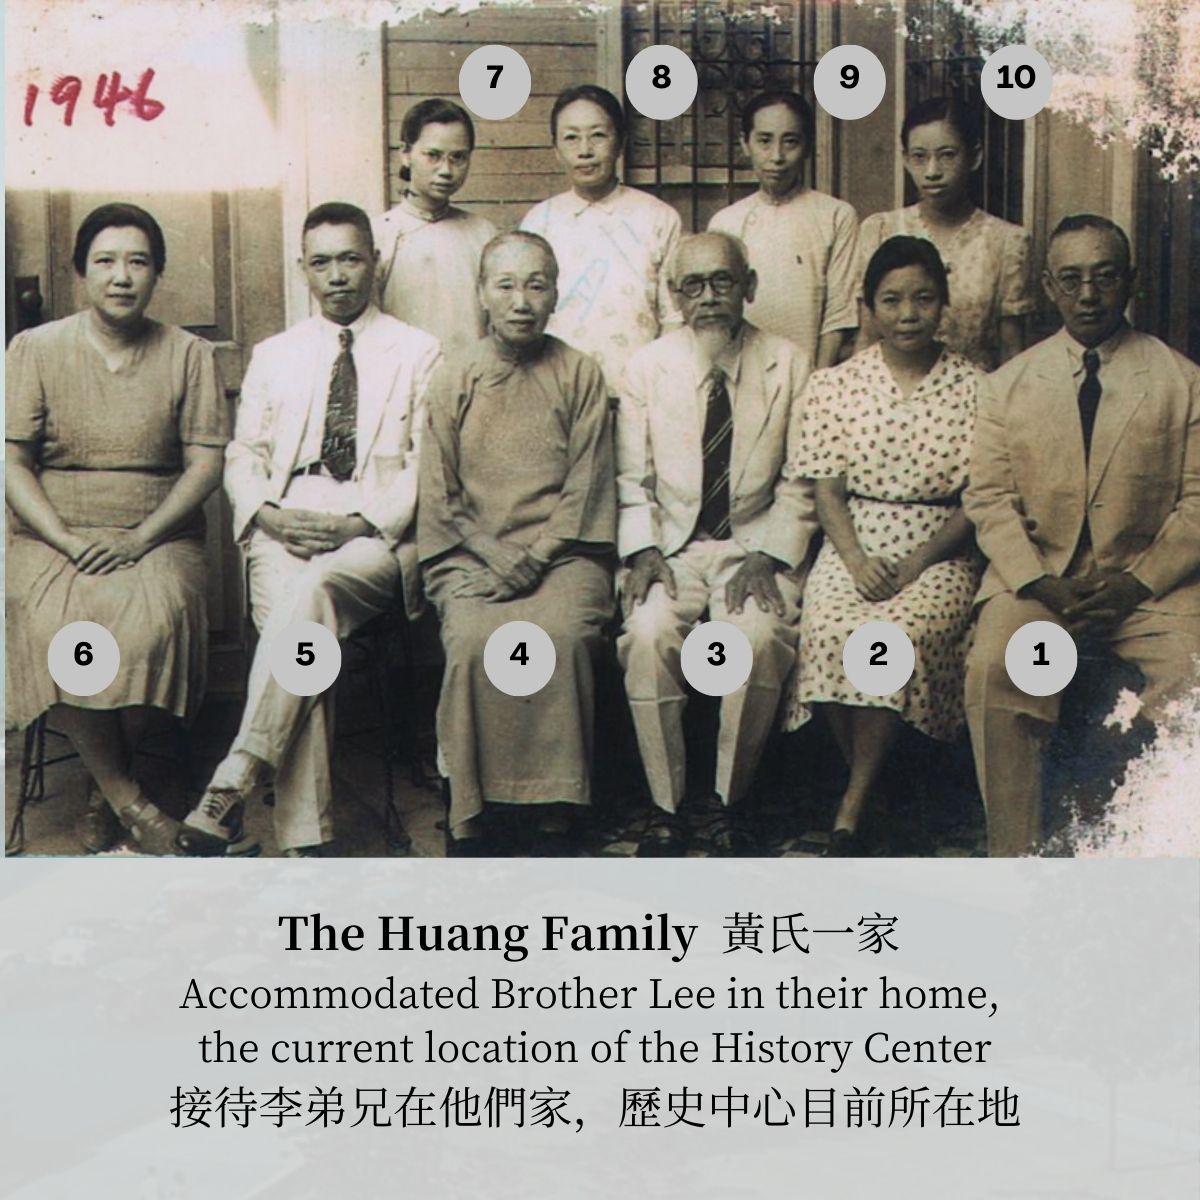 1946
7 8 9 10
6 5 4 3 2 1
The Huang Family 黃氏一家
Accommodated Brother Lee in their home,
the current location of the History Center
接待李弟兄在他們家，歷史中心目前所在地